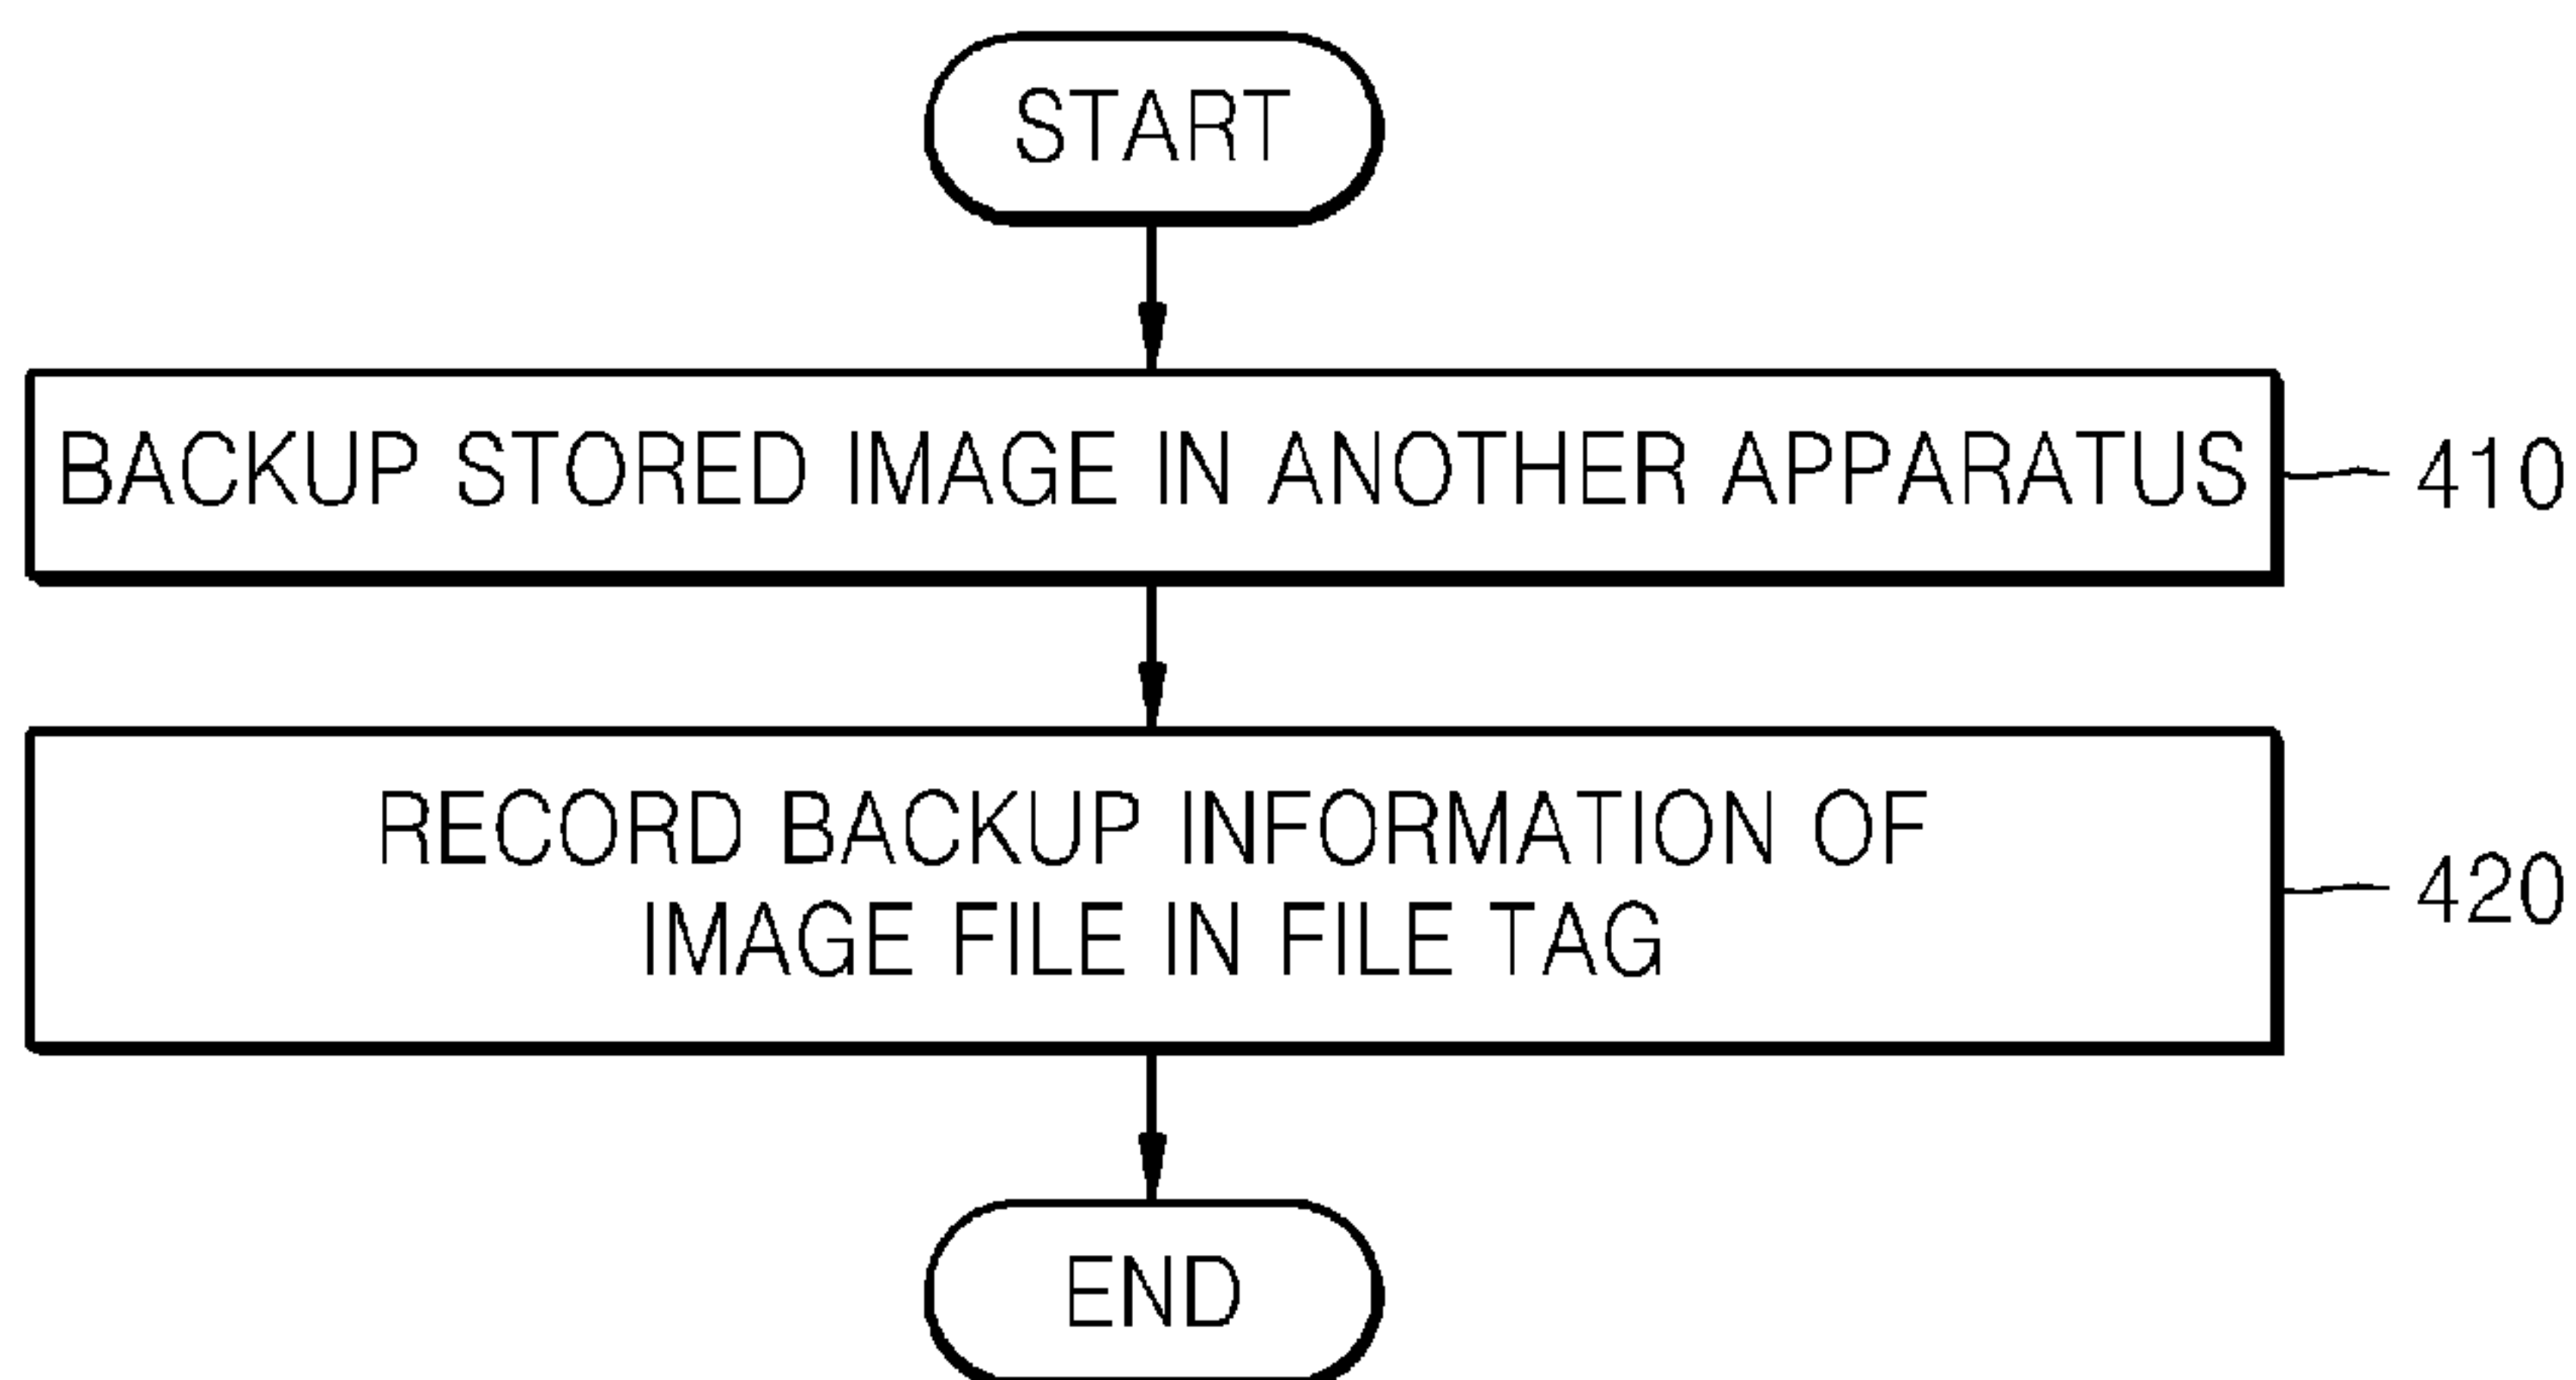 START
BACKUP STORED IMAGE IN ANOTHER APPARATUS
410
RECORD BACKUP INFORMATION OF
IMAGE FILE IN FILE TAG
420
END